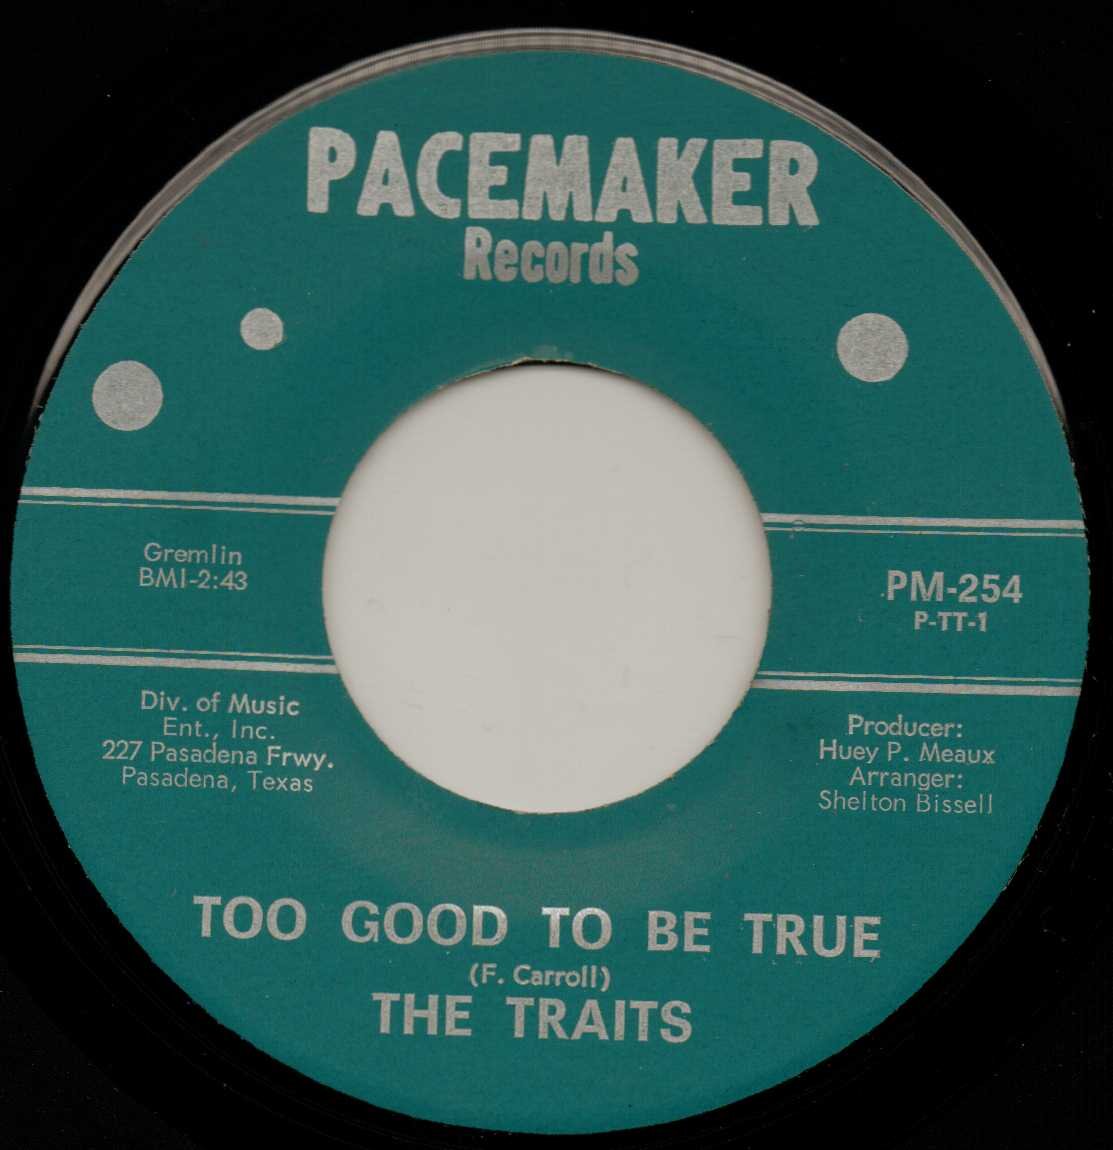 PACEMAKER
Records
Gremlin
BMI-2:43
PM-254
P-TT-1
Div. of Music
Ent., Inc.
227 Pasadena Frwy.
Pasadena, Texas
Producer:
Huey P. Meaux
Arranger:
Shelton Bissell
TOO GOOD TO BE TRUE
(F. Carroll)
THE TRAITS